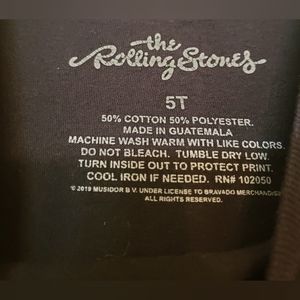 the
Rolling Stones
5T
50% COTTON 50% POLYESTER.
MADE IN GUATEMALA
MACHINE WASH WARM WITH LIKE COLORS.
DO NOT BLEACH. TUMBLE DRY LOW.
TURN INSIDE OUT TO PROTECT PRINT.
COOL IRON IF NEEDED. RN# 102050
© 2019 MUSIDOR B.V. UNDER LICENSE TO BRAVADO
ALL RIGHTS RESERVED.